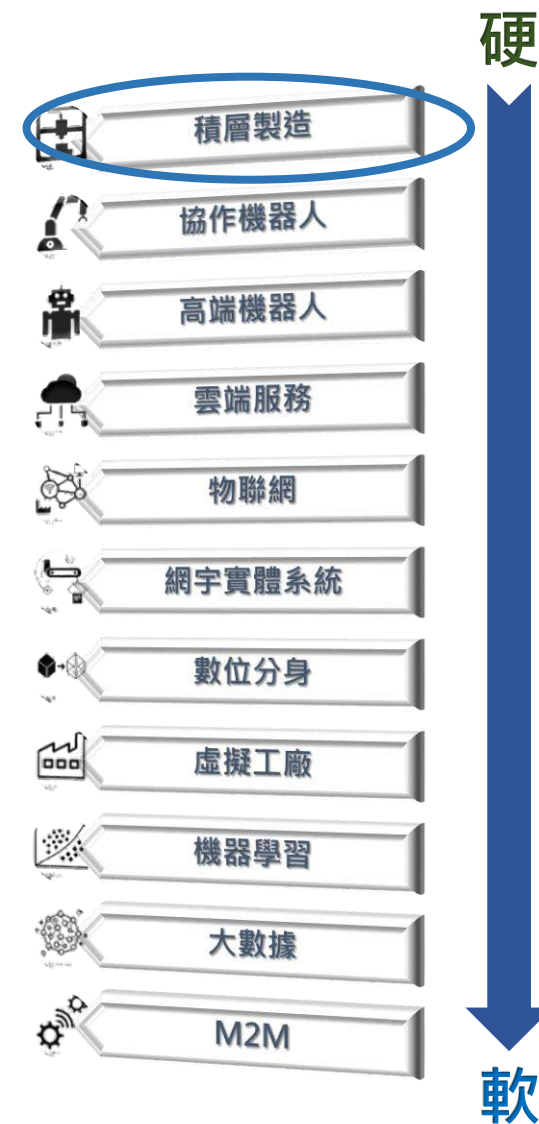 硬
積層製造
協作機器人
高端機器人
雲端服務
物聯網
網宇實體系統
數位分身
虛擬工廠
機器學習
大數據
M2M
軟